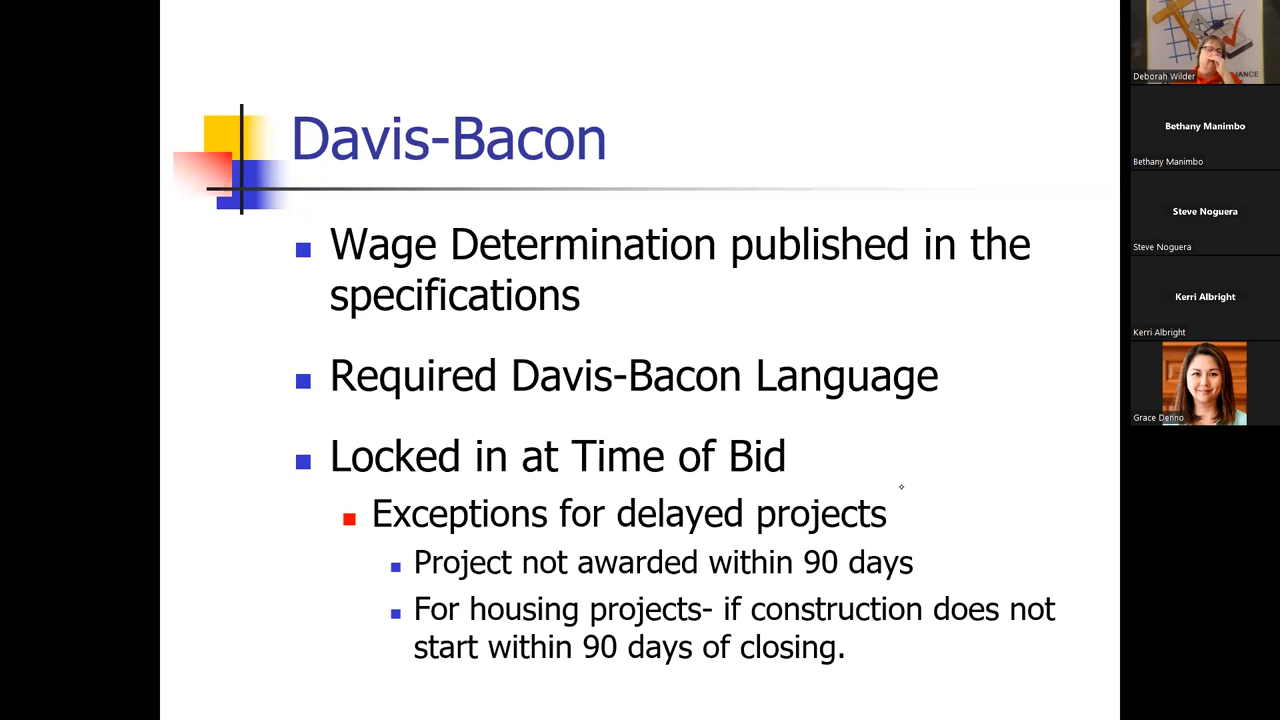 Davis-Bacon
Wage Determination published in the
specifications
Required Davis-Bacon Language
Locked in at Time of Bid
Exceptions for delayed projects
Project not awarded within 90 days
For housing projects- if construction does not
start within 90 days of closing.
IANCE
Deborah Wilder
Bethany Manimbo
Bethany Manimbo
Steve Noguera
Steve Noguera
Kerri Albright
Kerri Albright
Grace Denno